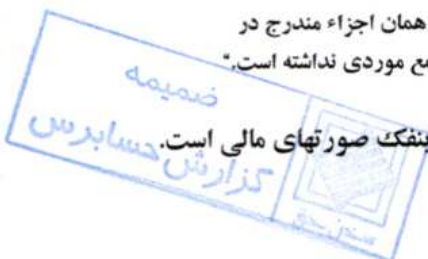 همان اجزاء مندرج در
مع موردی نداشته است."
ینفک صورتهای مالی است.
ضمیمه
گزارش حسابرس